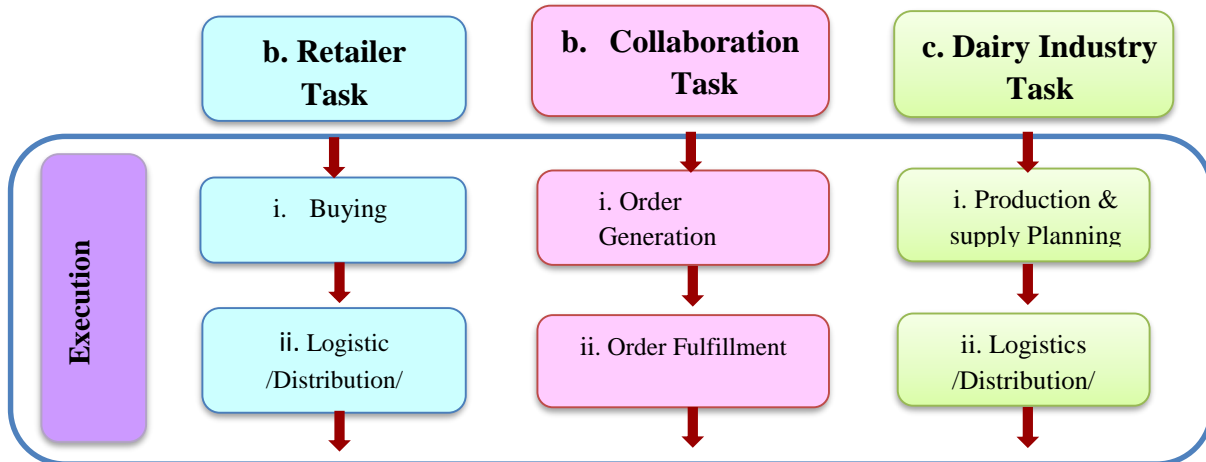 b. Retailer
Task
b. Collaboration
Task
c. Dairy Industry
Task
Execution
i. Buying
i. Order
Generation
i. Production &
supply Planning
ii. Logistic
/Distribution/
ii. Order Fulfillment
ii. Logistics
/Distribution/